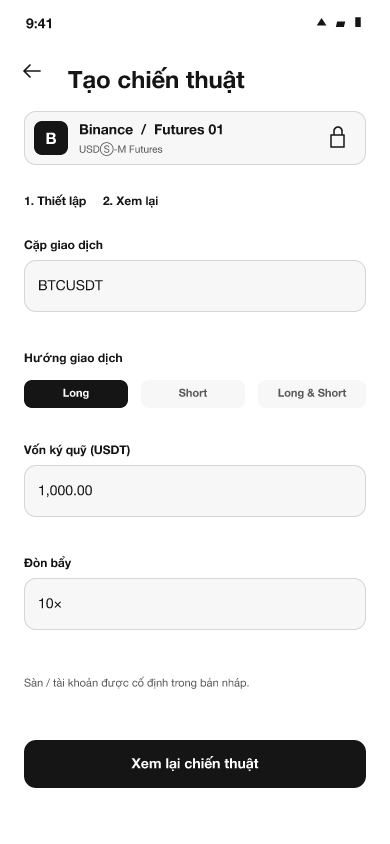 9:41
Tạo chiến thuật
B
Binance / Futures 01
USDⓈ-M Futures
1. Thiết lập 2. Xem lại
Cặp giao dịch
BTCUSDT
Hướng giao dịch
Long Short Long & Short
Vốn ký quỹ (USDT)
1,000.00
Đòn bẩy
10×
Sàn / tài khoản được cố định trong bản nháp.
Xem lại chiến thuật